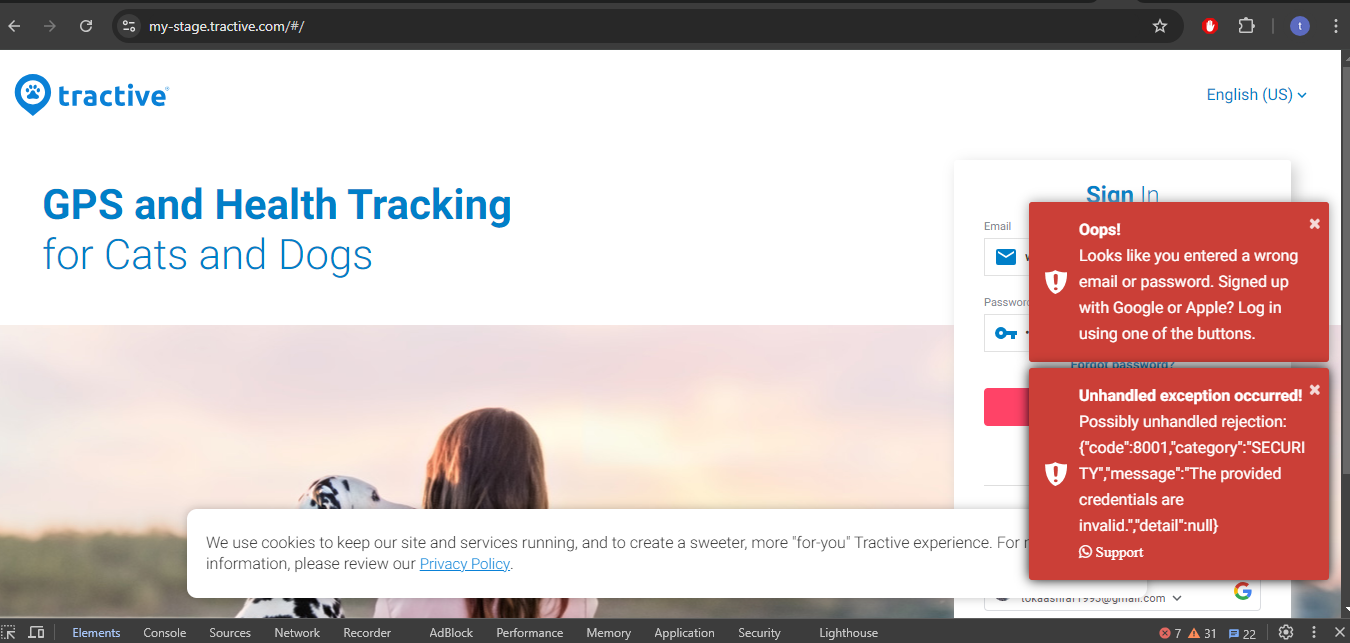 my-stage.tractive.com/#/
t
tractive
English (US)
GPS and Health Tracking
for Cats and Dogs
Sign In
Email
Password
Forgot password?
Oops!
Looks like you entered a wrong
email or password. Signed up
with Google or Apple? Log in
using one of the buttons.
Unhandled exception occurred!
Possibly unhandled rejection:
{"code":8001,"category":"SECURI
TY","message":"The provided
credentials are
invalid.","detail":null}
Support
We use cookies to keep our site and services running, and to create a sweeter, more "for-you" Tractive experience. For
information, please review our Privacy Policy.
G
Elements Console Sources Network Recorder AdBlock Performance Memory Application Security Lighthouse 7 31 22